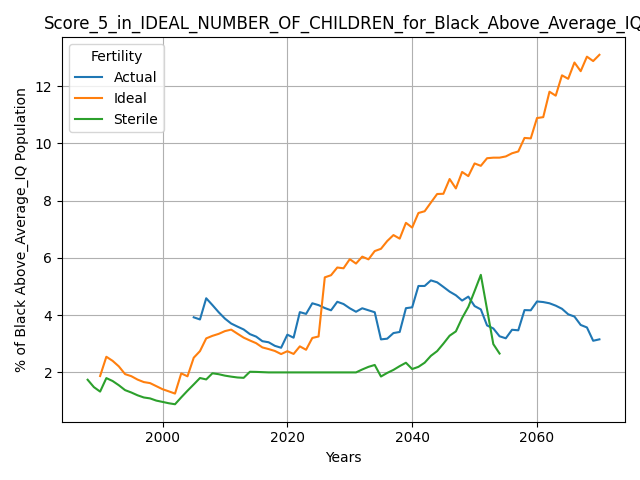 Score_5_in_IDEAL_NUMBER_OF_CHILDREN_for_Black_Above_Average_IQ
Fertility
Actual
Ideal
Sterile
% of Black Above_Average_IQ Population
12
10
8
6
4
2
2000 2020 2040 2060
Years